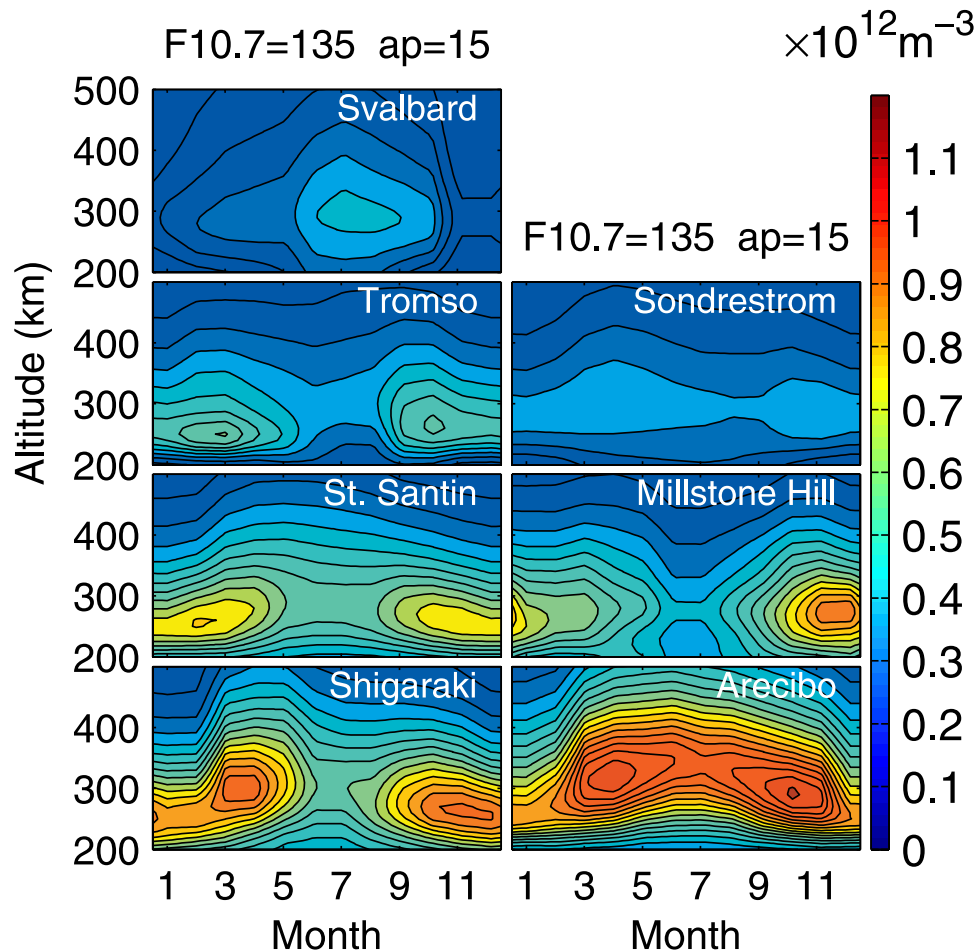 F10.7=135 ap=15
×10¹²m⁻³
500
400
300
200
Svalbard
F10.7=135 ap=15
Altitude (km)
400
300
200
Tromso
Sondrestrom
400
300
200
St. Santin
Millstone Hill
400
300
200
Shigaraki
Arecibo
1 3 5 7 9 11
1 3 5 7 9 11
Month
Month
1.1
1
0.9
0.8
0.7
0.6
0.5
0.4
0.3
0.2
0.1
0